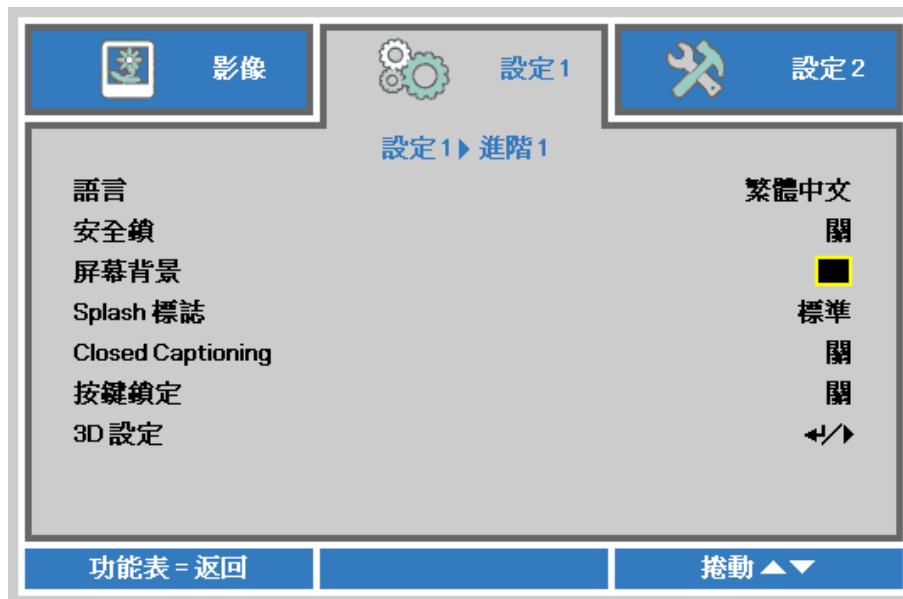 影像 設定1 設定2
設定1▶進階1
語言 繁體中文
安全鎖 關
屏幕背景
Splash 標誌 標準
Closed Captioning 關
按鍵鎖定 關
3D 設定 ↵/▶
功能表 = 返回 捲動▲▼